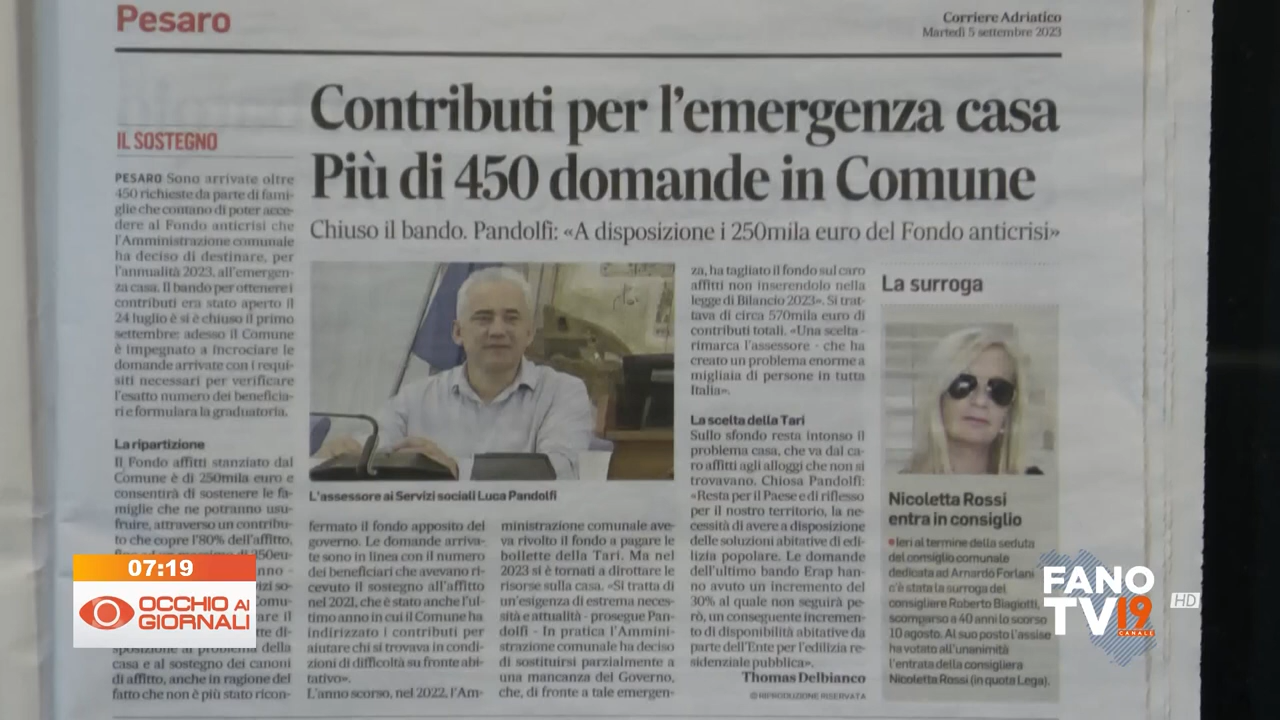 Pesaro
Corriere Adriatico
Martedì 5 settembre 2023
Contributi per l'emergenza casa
Più di 450 domande in Comune
Chiuso il bando. Pandolfi: «A disposizione i 250mila euro del Fondo anticrisi»
IL SOSTEGNO
PESARO Sono arrivate oltre
450 richieste da parte di fami-
glie che contano di poter acce-
dere al Fondo anticrisi che
l'Amministrazione comunale
ha deciso di destinare, per
l'annualità 2023, all'emergen-
za casa. Il bando per ottenere i
contributi era stato aperto il
24 luglio e si è chiuso il primo
settembre: adesso il Comune
è impegnato a incrociare le
domande arrivate con i requi-
siti necessari per verificare
l'esatto numero dei beneficia-
ri e formulara la graduatoria.
La ripartizione
Il Fondo affitti stanziato dal
Comune è di 250mila euro e
consentirà di sostenere le fa-
miglie che ne potranno usu-
fruire, attraverso un contribu-
to che copre l'80% dell'affitto,
250eu-
nno -
zi so-
Comu-
are il
te di-
sposizione al problema della
casa e al sostegno dei canoni
di affitto, anche in ragione del
fatto che non è più stato ricon-
L'assessore ai Servizi sociali Luca Pandolfi
fermato il fondo apposito del
governo. Le domande arriva-
te sono in linea con il numero
dei beneficiari che avevano ri-
cevuto il sostegno all'affitto
nel 2021, che è stato anche l'ul-
timo anno in cui il Comune ha
indirizzato i contributi per
aiutare chi si trovava in condi-
zioni di difficoltà su fronte abi-
tativo».
L'anno scorso, nel 2022, l'Am-
ministrazione comunale ave-
va rivolto il fondo a pagare le
bollette della Tari. Ma nel
2023 si è tornati a dirottare le
risorse sulla casa. «Si tratta di
un'esigenza di estrema neces-
sità e attualità - prosegue Pan-
dolfi - In pratica l'Ammini-
strazione comunale ha deciso
di sostituirsi parzialmente a
una mancanza del Governo,
che, di fronte a tale emergen-
za, ha tagliato il fondo sul caro
affitti non inserendolo nella
legge di Bilancio 2023». Si trat-
tava di circa 570mila euro di
contributi totali. «Una scelta -
rimarca l'assessore - che ha
creato un problema enorme a
migliaia di persone in tutta
Italia».
La scelta della Tari
Sullo sfondo resta intonso il
problema casa, che va dal ca-
ro affitti agli alloggi che non si
trovavano. Chiosa Pandolfi:
«Resta per il Paese e di riflesso
per il nostro territorio, la ne-
cessità di avere a disposizione
delle soluzioni abitative di edi-
lizia popolare. Le domande
dell'ultimo bando Erap han-
no avuto un incremento del
30% al quale non seguirà pe-
rò, un conseguente incremen-
to di disponibilità abitative da
parte dell'Ente per l'edilizia re-
sidenziale pubblica».
Thomas Delbianco
© RIPRODUZIONE RISERVATA
La surroga
Nicoletta Rossi
entra in consiglio
● Ieri al termine della seduta
del consiglio comunale
dedicata ad Arnardo Forlani
c'è stata la surroga del
consigliere Roberto Biagiotti,
scomparso a 40 anni lo scorso
10 agosto. Al suo posto l'assise
ha votato all'unanimità
l'entrata della consigliera
Nicoletta Rossi (in quota Lega).
07:19
OCCHIO AI
GIORNALI
FANO
TV19
CANALE
HD